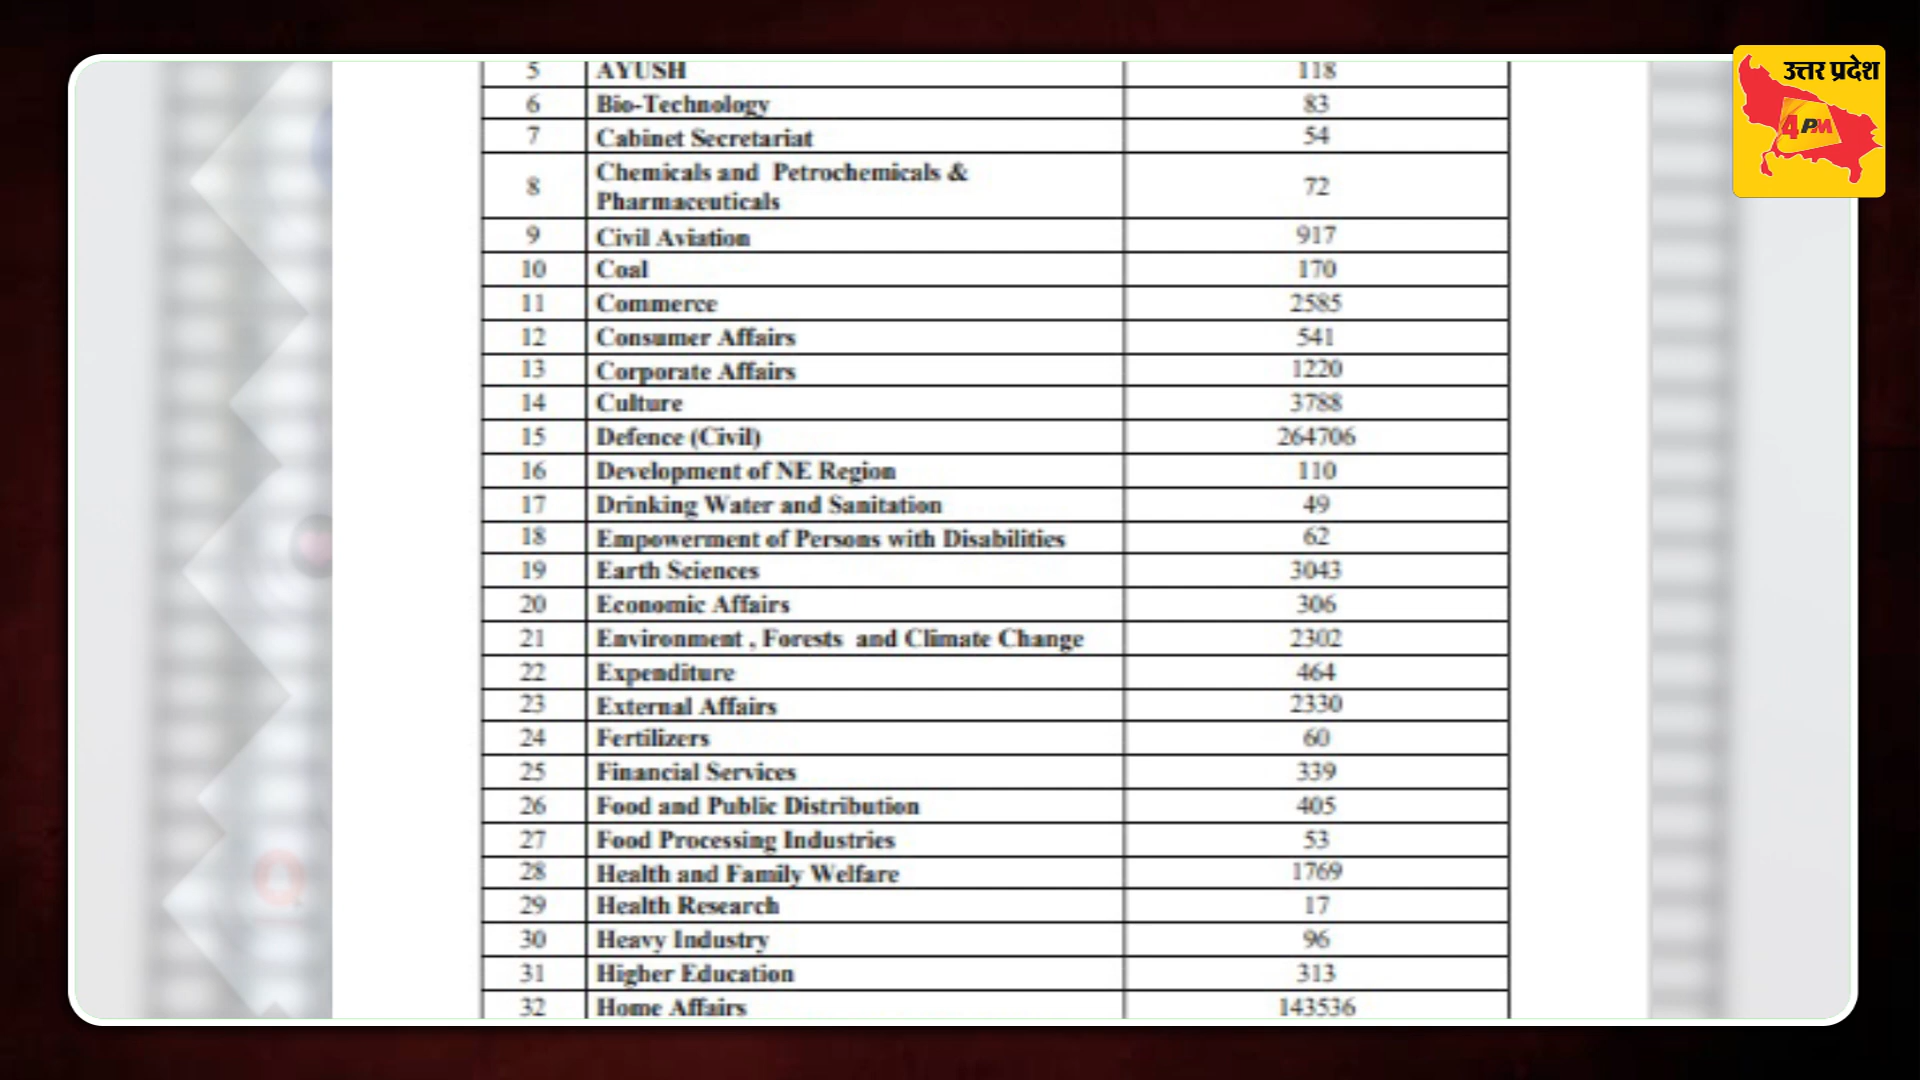 5 AYUSH 118
6 Bio-Technology 83
7 Cabinet Secretariat 54
8 Chemicals and Petrochemicals & 72
Pharmaceuticals
9 Civil Aviation 917
10 Coal 170
11 Commerce 2585
12 Consumer Affairs 541
13 Corporate Affairs 1220
14 Culture 3788
15 Defence (Civil) 264706
16 Development of NE Region 110
17 Drinking Water and Sanitation 49
18 Empowerment of Persons with Disabilities 62
19 Earth Sciences 3043
20 Economic Affairs 306
21 Environment , Forests and Climate Change 2302
22 Expenditure 464
23 External Affairs 2330
24 Fertilizers 60
25 Financial Services 339
26 Food and Public Distribution 405
27 Food Processing Industries 53
28 Health and Family Welfare 1769
29 Health Research 17
30 Heavy Industry 96
31 Higher Education 313
32 Home Affairs 143536
उत्तर प्रदेश
4PM